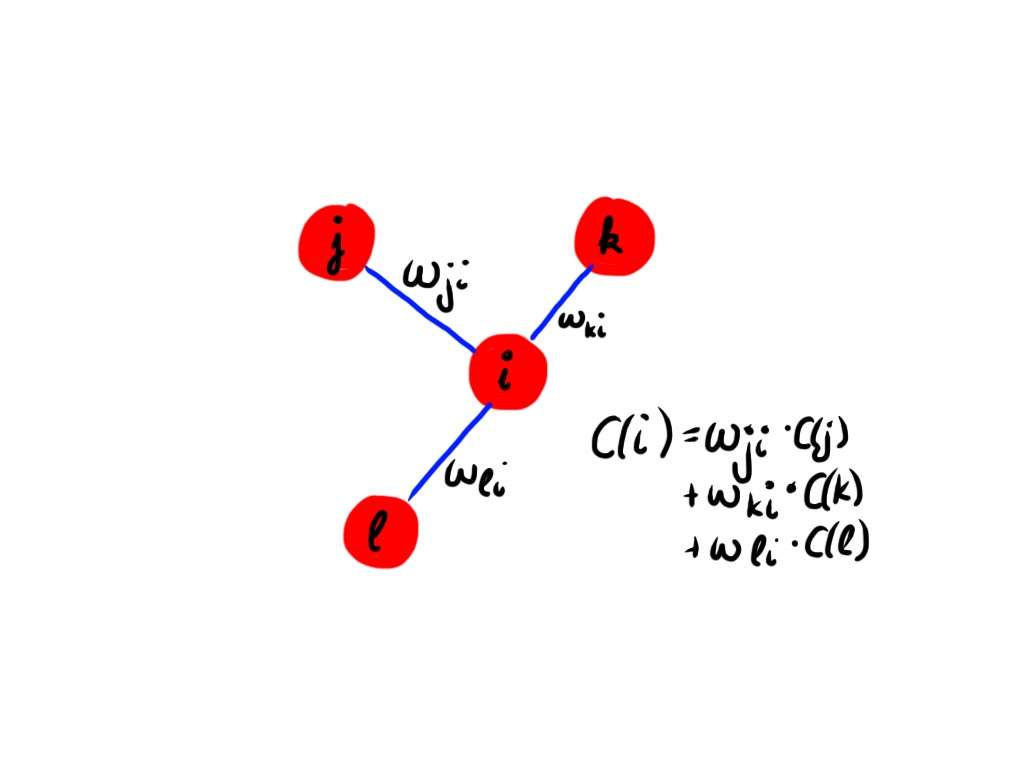 j
k
ωji
ωki
i
C(i) = ωji · C(j)
ωℓi
+ ωki · C(k)
ℓ
+ ωℓi · C(ℓ)